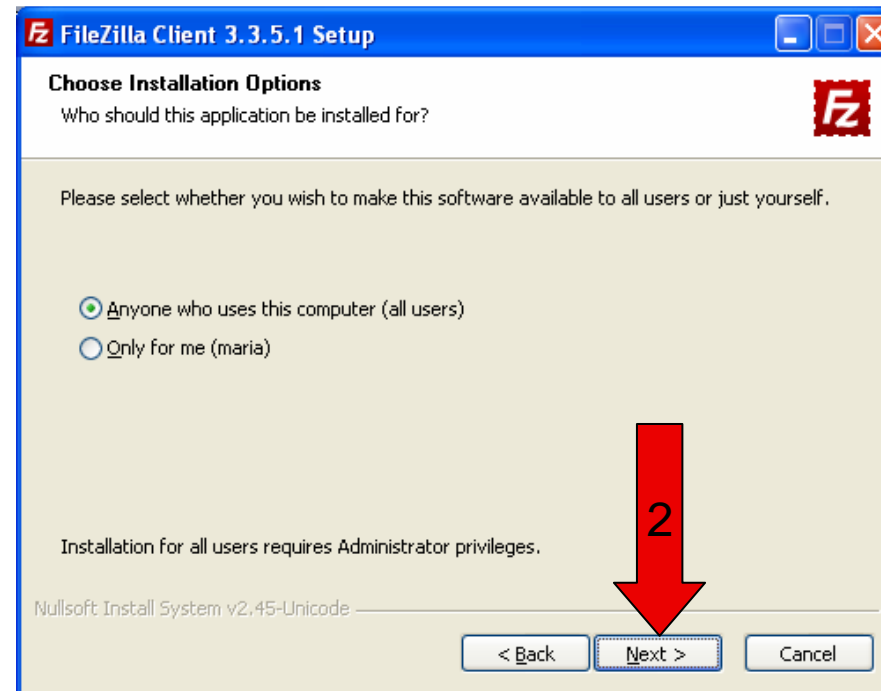 FileZilla Client 3.3.5.1 Setup
Choose Installation Options
Who should this application be installed for?
Fz
Please select whether you wish to make this software available to all users or just yourself.
Anyone who uses this computer (all users)
Only for me (maria)
2
Installation for all users requires Administrator privileges.
Nullsoft Install System v2.45-Unicode
< Back Next > Cancel